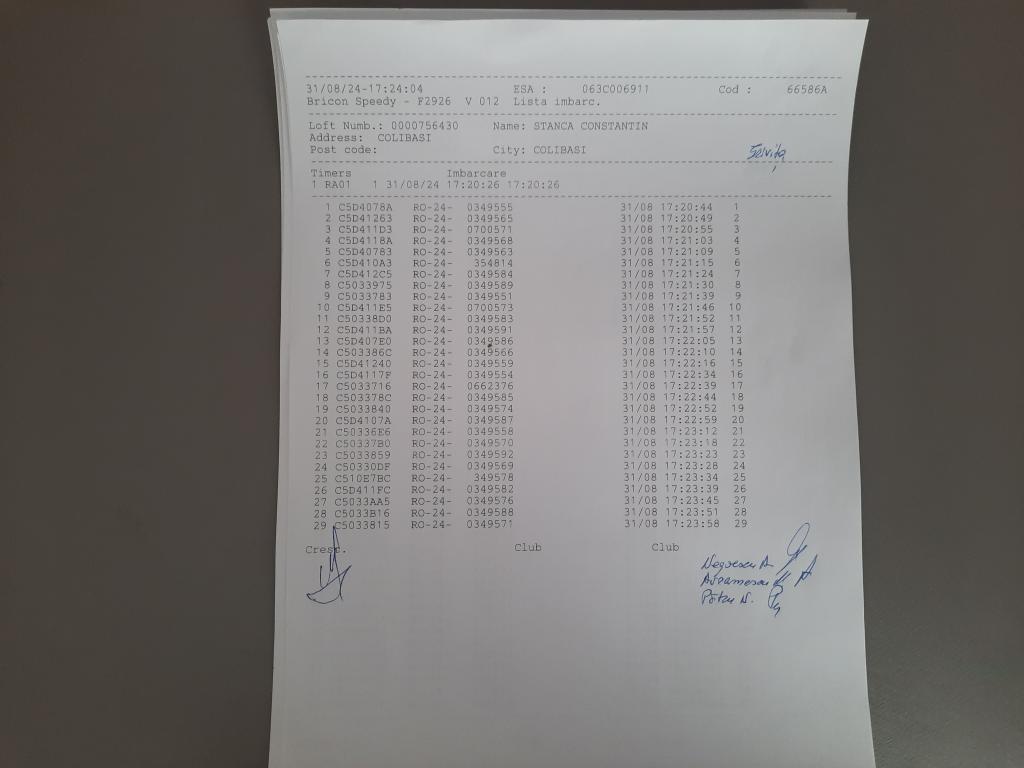 31/08/24-17:24:04 ESA : 063C006911 Cod : 66586A
Bricon Speedy - F2926 V 012 Lista imbarc.
Loft Numb.: 0000756430 Name: STANCA CONSTANTIN
Address: COLIBASI
Post code: City: COLIBASI
Timers Imbarcare
1 RA01 1 31/08/24 17:20:26 17:20:26
1 C5D4078A RO-24- 0349555 31/08 17:20:44 1
2 C5D41263 RO-24- 0349565 31/08 17:20:49 2
3 C5D411D3 RO-24- 0700571 31/08 17:20:55 3
4 C5D4118A RO-24- 0349568 31/08 17:21:03 4
5 C5D40783 RO-24- 0349563 31/08 17:21:09 5
6 C5D410A3 RO-24- 354814 31/08 17:21:15 6
7 C5D412C5 RO-24- 0349584 31/08 17:21:24 7
8 C5033975 RO-24- 0349589 31/08 17:21:30 8
9 C5033783 RO-24- 0349551 31/08 17:21:39 9
10 C5D411E5 RO-24- 0700573 31/08 17:21:46 10
11 C50338D0 RO-24- 0349583 31/08 17:21:52 11
12 C5D411BA RO-24- 0349591 31/08 17:21:57 12
13 C5D407E0 RO-24- 0349586 31/08 17:22:05 13
14 C503386C RO-24- 0349566 31/08 17:22:10 14
15 C5D41240 RO-24- 0349559 31/08 17:22:16 15
16 C5D4117F RO-24- 0349554 31/08 17:22:34 16
17 C5033716 RO-24- 0662376 31/08 17:22:39 17
18 C503378C RO-24- 0349585 31/08 17:22:44 18
19 C5033840 RO-24- 0349574 31/08 17:22:52 19
20 C5D4107A RO-24- 0349587 31/08 17:22:59 20
21 C50336E6 RO-24- 0349558 31/08 17:23:12 21
22 C50337B0 RO-24- 0349570 31/08 17:23:18 22
23 C5033859 RO-24- 0349592 31/08 17:23:23 23
24 C50330DF RO-24- 0349569 31/08 17:23:28 24
25 C510E7BC RO-24- 349578 31/08 17:23:34 25
26 C5D411FC RO-24- 0349582 31/08 17:23:39 26
27 C5033AA5 RO-24- 0349576 31/08 17:23:45 27
28 C5033B16 RO-24- 0349588 31/08 17:23:51 28
29 C5033815 RO-24- 0349571 31/08 17:23:58 29
Cresc. Club Club